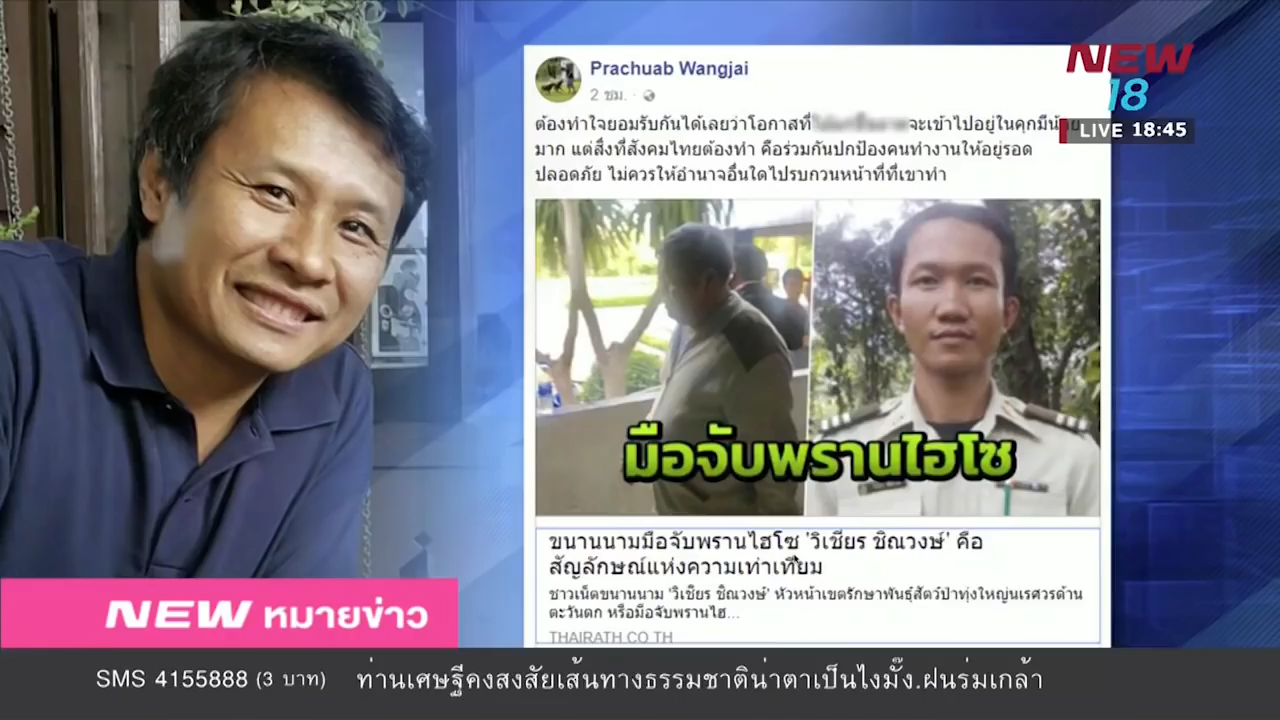 NEW
18
LIVE 18:45
Prachuab Wangjai
2 ชม.
ต้องทำใจยอมรับกันได้เลยว่าโอกาสที่ จะเข้าไปอยู่ในคุกมีน้อย
มาก แต่สิ่งที่สังคมไทยต้องทำ คือร่วมกันปกป้องคนทำงานให้อยู่รอด
ปลอดภัย ไม่ควรให้อำนาจอื่นใดไปรบกวนหน้าที่ที่เขาทำ
มือจับพรานไฮโซ
ขนานนามมือจับพรานไฮโซ 'วิเชียร ชิณวงษ์' คือ
สัญลักษณ์แห่งความเท่าเทียม
ชาวเน็ตขนานนาม 'วิเชียร ชิณวงษ์' หัวหน้าเขตรักษาพันธุ์สัตว์ป่าทุ่งใหญ่นเรศวรด้าน
ตะวันตก หรือมือจับพรานไฮ...
THAIRATH.CO.TH
NEW หมายข่าว
SMS 4155888 (3 บาท) ท่านเศษฐีคงสงสัยเส้นทางธรรมชาติน่าตาเป็นไงมั๊ง.ฝนร่มเกล้า